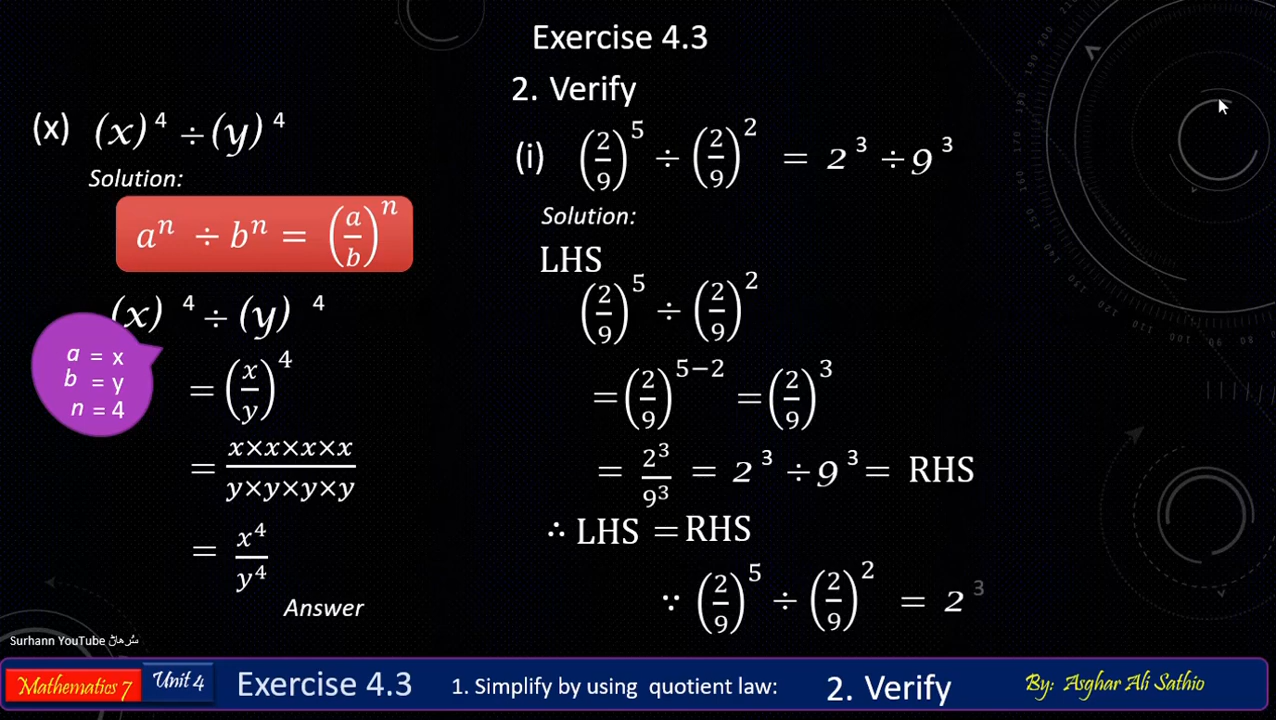 Exercise 4.3
(x) (x)⁴ ÷ (y)⁴
Solution:
aⁿ ÷ bⁿ = (a/b)ⁿ
(x)⁴ ÷ (y)⁴
a = x
b = y
n = 4
= (x/y)⁴
= x×x×x×x / y×y×y×y
= x⁴/y⁴
Answer
2. Verify
(i) (2/9)⁵ ÷ (2/9)² = 2³ ÷ 9³
Solution:
LHS
(2/9)⁵ ÷ (2/9)²
= (2/9)⁵⁻² = (2/9)³
= 2³/9³ = 2³ ÷ 9³ = RHS
∴ LHS = RHS
∵ (2/9)⁵ ÷ (2/9)² = 2³
Surhann YouTube سُرهاڻ
Mathematics 7 Unit 4 Exercise 4.3 1. Simplify by using quotient law: 2. Verify By: Asghar Ali Sathio